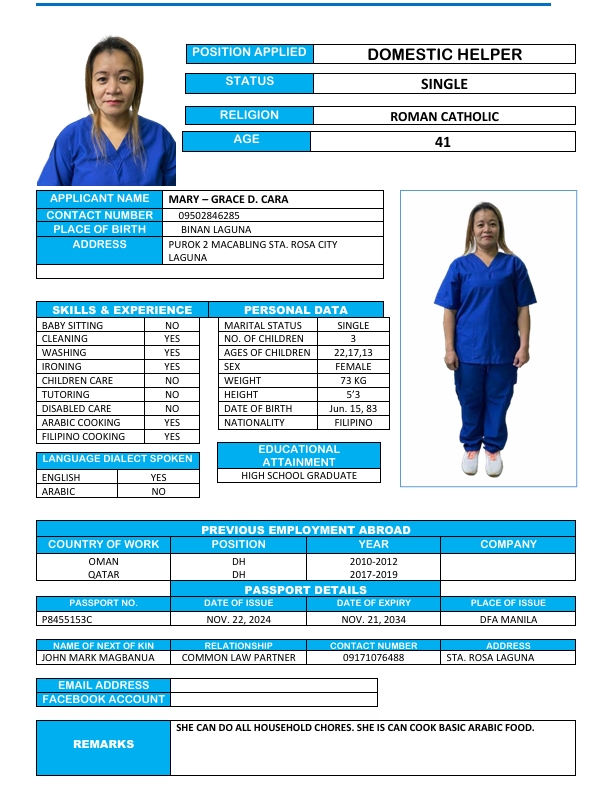 POSITION APPLIED DOMESTIC HELPER
STATUS SINGLE
RELIGION ROMAN CATHOLIC
AGE 41
APPLICANT NAME MARY – GRACE D. CARA
CONTACT NUMBER 09502846285
PLACE OF BIRTH BINAN LAGUNA
ADDRESS PUROK 2 MACABLING STA. ROSA CITY
LAGUNA
SKILLS & EXPERIENCE
BABY SITTING NO
CLEANING YES
WASHING YES
IRONING YES
CHILDREN CARE NO
TUTORING NO
DISABLED CARE NO
ARABIC COOKING YES
FILIPINO COOKING YES
LANGUAGE DIALECT SPOKEN
ENGLISH YES
ARABIC NO
PERSONAL DATA
MARITAL STATUS SINGLE
NO. OF CHILDREN 3
AGES OF CHILDREN 22,17,13
SEX FEMALE
WEIGHT 73 KG
HEIGHT 5'3
DATE OF BIRTH Jun. 15, 83
NATIONALITY FILIPINO
EDUCATIONAL
ATTAINMENT
HIGH SCHOOL GRADUATE
PREVIOUS EMPLOYMENT ABROAD
COUNTRY OF WORK POSITION YEAR COMPANY
OMAN DH 2010-2012
QATAR DH 2017-2019
PASSPORT DETAILS
PASSPORT NO. DATE OF ISSUE DATE OF EXPIRY PLACE OF ISSUE
P8455153C NOV. 22, 2024 NOV. 21, 2034 DFA MANILA
NAME OF NEXT OF KIN RELATIONSHIP CONTACT NUMBER ADDRESS
JOHN MARK MAGBANUA COMMON LAW PARTNER 09171076488 STA. ROSA LAGUNA
EMAIL ADDRESS
FACEBOOK ACCOUNT
REMARKS SHE CAN DO ALL HOUSEHOLD CHORES. SHE IS CAN COOK BASIC ARABIC FOOD.